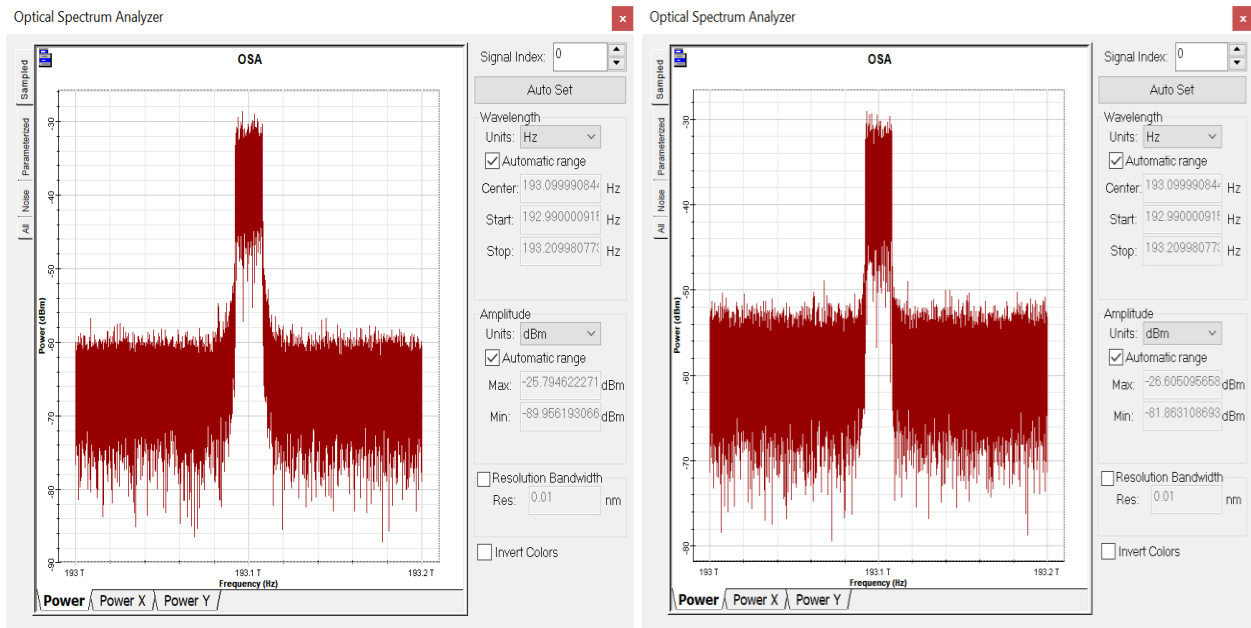 Optical Spectrum Analyzer
x
OSA
Sampled
Parameterized
Noise
All
Power (dBm)
-30
-40
-50
-60
-70
-80
-90
193 T
193.1 T
193.2 T
Frequency (Hz)
Power
Power X
Power Y
Signal Index: 0
Auto Set
Wavelength
Units: Hz
Automatic range
Center: 193.09999084 Hz
Start: 192.99000091 Hz
Stop: 193.20998077 Hz
Amplitude
Units: dBm
Automatic range
Max: -25.794622271 dBm
Min: -89.956193066 dBm
Resolution Bandwidth
Res: 0.01 nm
Invert Colors
Optical Spectrum Analyzer
x
OSA
Sampled
Parameterized
Noise
All
Power (dBm)
-30
-40
-50
-60
-70
-80
193 T
193.1 T
193.2 T
Frequency (Hz)
Power
Power X
Power Y
Signal Index: 0
Auto Set
Wavelength
Units: Hz
Automatic range
Center: 193.09999084 Hz
Start: 192.99000091 Hz
Stop: 193.20998077 Hz
Amplitude
Units: dBm
Automatic range
Max: -26.605095658 dBm
Min: -81.863108693 dBm
Resolution Bandwidth
Res: 0.01 nm
Invert Colors